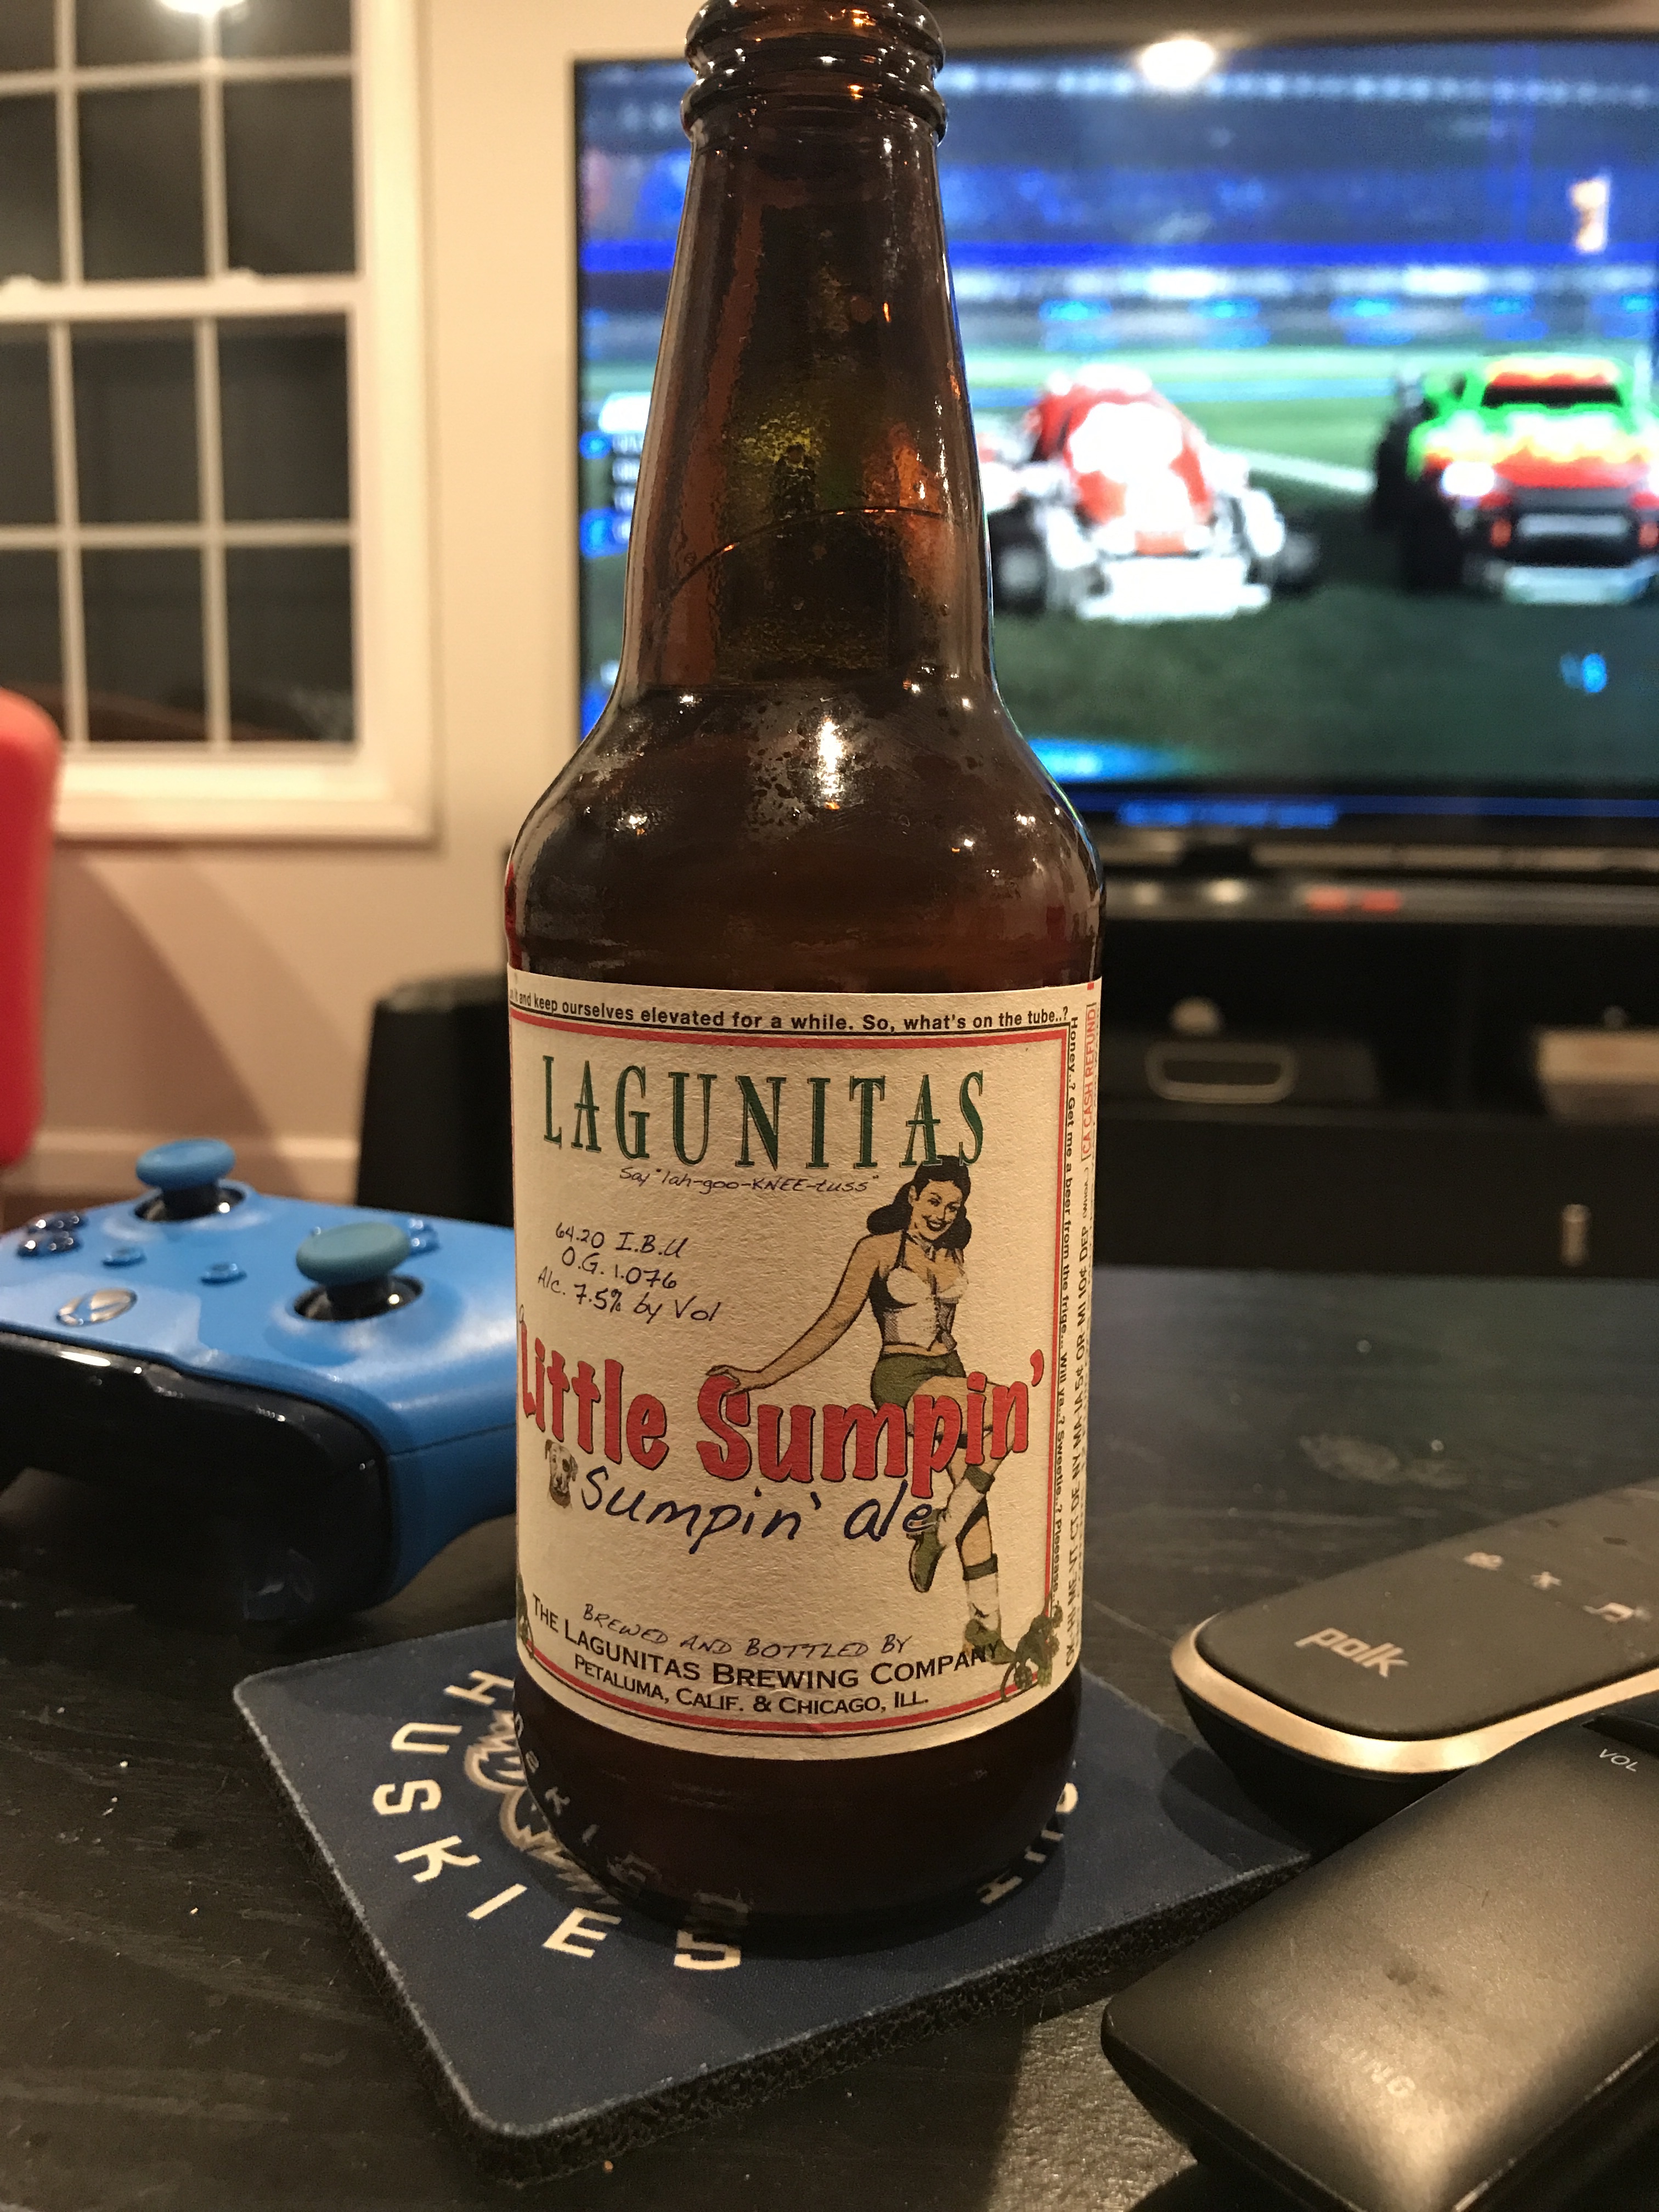 and keep ourselves elevated for a while. So, what's on the tube..?
Honey..? Get me a beer from the fridge... Will ya..? Sweetie..? Pleeeease..?
CA CASH REFUND
LAGUNITAS
Say "lah-goo-KNEE-tuss"
64.20 I.B.U
O.G. 1.076
Alc. 7.5% by Vol
Little Sumpin'
Sumpin' ale
BREWED AND BOTTLED BY
THE LAGUNITAS BREWING COMPANY
PETALUMA, CALIF. & CHICAGO, ILL.
HUSKIES
polk
VOL